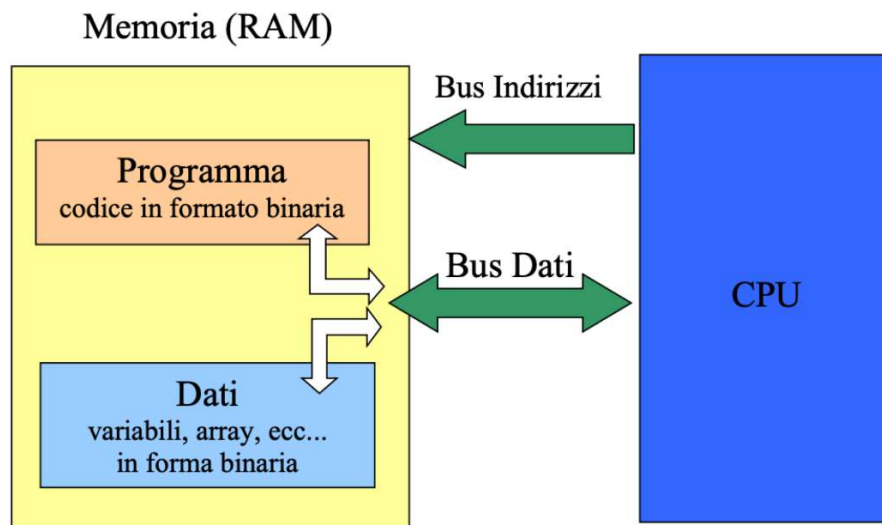 Memoria (RAM)
Bus Indirizzi
Programma
codice in formato binaria
Bus Dati
CPU
Dati
variabili, array, ecc...
in forma binaria